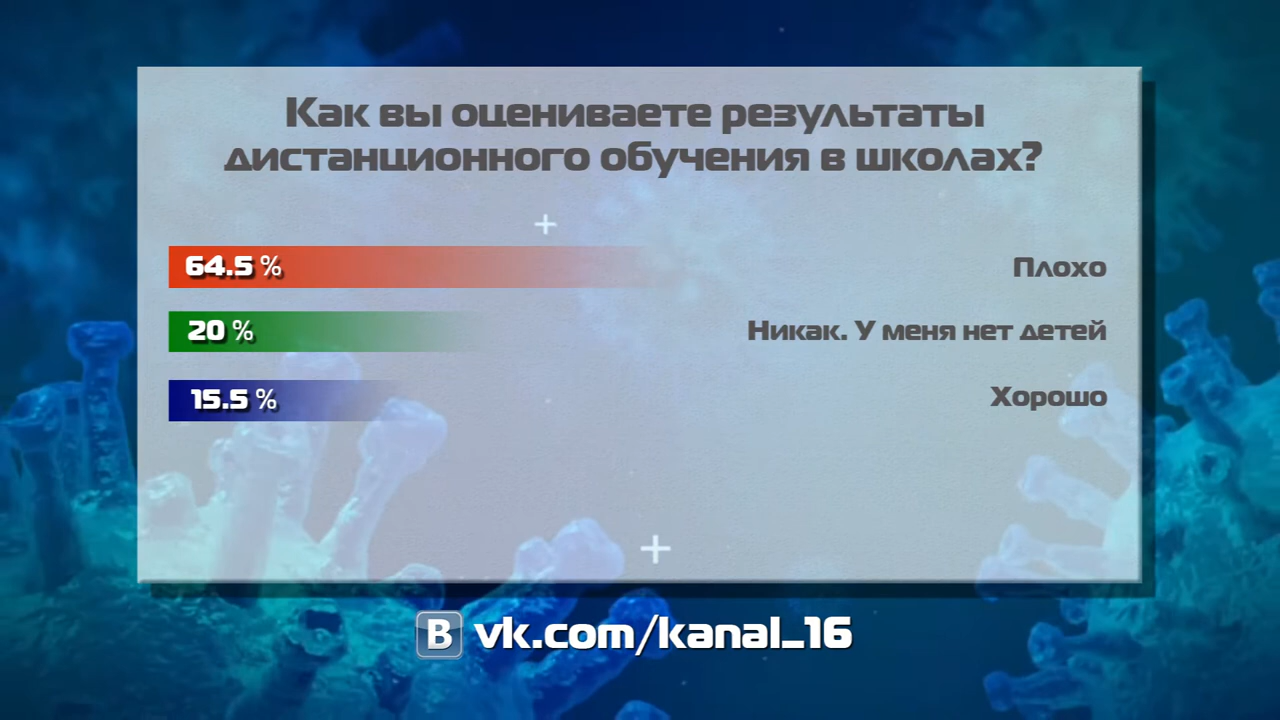 Как вы оцениваете результаты
дистанционного обучения в школах?
64.5 % Плохо
20 % Никак. У меня нет детей
15.5 % Хорошо
В vk.com/kanal_16